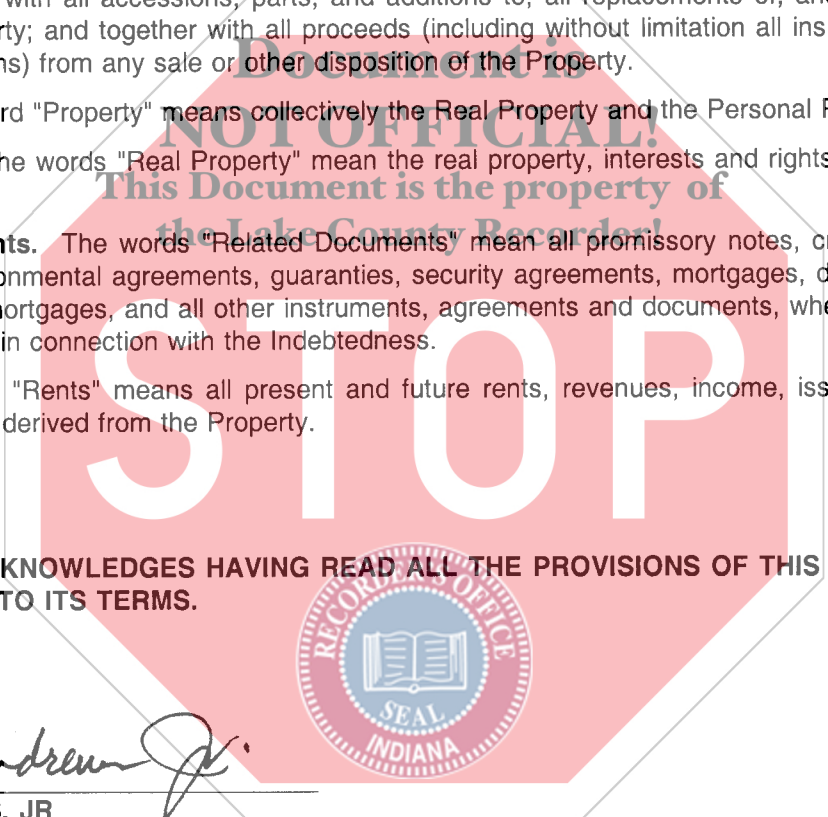 with all accessions, parts, and additions to, all replacements of, and
rty; and together with all proceeds (including without limitation all ins
ns) from any sale or other disposition of the Property.
Document is
rd "Property" means collectively the Real Property and the Personal
NOT OFFICIAL!
he words "Real Property" mean the real property, interests and rights
This Document is the property of
the Lake County Recorder!
nts. The words "Related Documents" mean all promissory notes, cr
onmental agreements, guaranties, security agreements, mortgages, d
mortgages, and all other instruments, agreements and documents, whe
in connection with the Indebtedness.
"Rents" means all present and future rents, revenues, income, iss
derived from the Property.
STOP
KNOWLEDGES HAVING READ ALL THE PROVISIONS OF THIS
TO ITS TERMS.
RECORDER'S OFFICE
SEAL
INDIANA
ndrews Jr.
S, JR